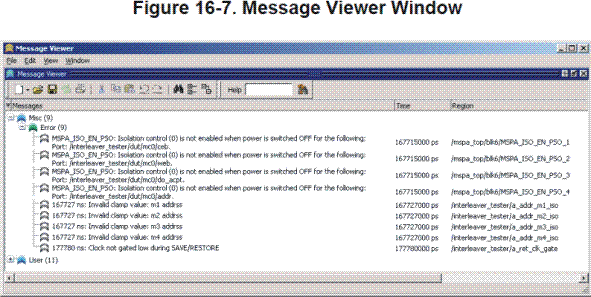 Figure 16-7. Message Viewer Window
Message Viewer
File Edit View Window
Message Viewer
Help
Messages Time Region
Misc (9)
Error (9)
MSPA_ISO_EN_PSO: Isolation control (0) is not enabled when power is switched OFF for the following:
Port: /interleaver_tester/dut/mc0/ceb. 16715000 ps /mspa_top/blk6/MSPA_ISO_EN_PSO_1
MSPA_ISO_EN_PSO: Isolation control (0) is not enabled when power is switched OFF for the following:
Port: /interleaver_tester/dut/mc0/web. 16715000 ps /mspa_top/blk6/MSPA_ISO_EN_PSO_2
MSPA_ISO_EN_PSO: Isolation control (0) is not enabled when power is switched OFF for the following:
Port: /interleaver_tester/dut/mc0/do_acpt. 16715000 ps /mspa_top/blk6/MSPA_ISO_EN_PSO_3
MSPA_ISO_EN_PSO: Isolation control (0) is not enabled when power is switched OFF for the following:
Port: /interleaver_tester/dut/mc0/addr. 16715000 ps /mspa_top/blk6/MSPA_ISO_EN_PSO_4
167727 ns: Invalid clamp value: m1 addrss 167727000 ps /interleaver_tester/a_addr_m1_iso
167727 ns: Invalid clamp value: m2 addrss 167727000 ps /interleaver_tester/a_addr_m2_iso
167727 ns: Invalid clamp value: m3 addrss 167727000 ps /interleaver_tester/a_addr_m3_iso
167727 ns: Invalid clamp value: m4 addrss 167727000 ps /interleaver_tester/a_addr_m4_iso
177780 ns: Clock not gated low during SAVE/RESTORE 177780000 ps /interleaver_tester/a_ret_clk_gate
User (11)